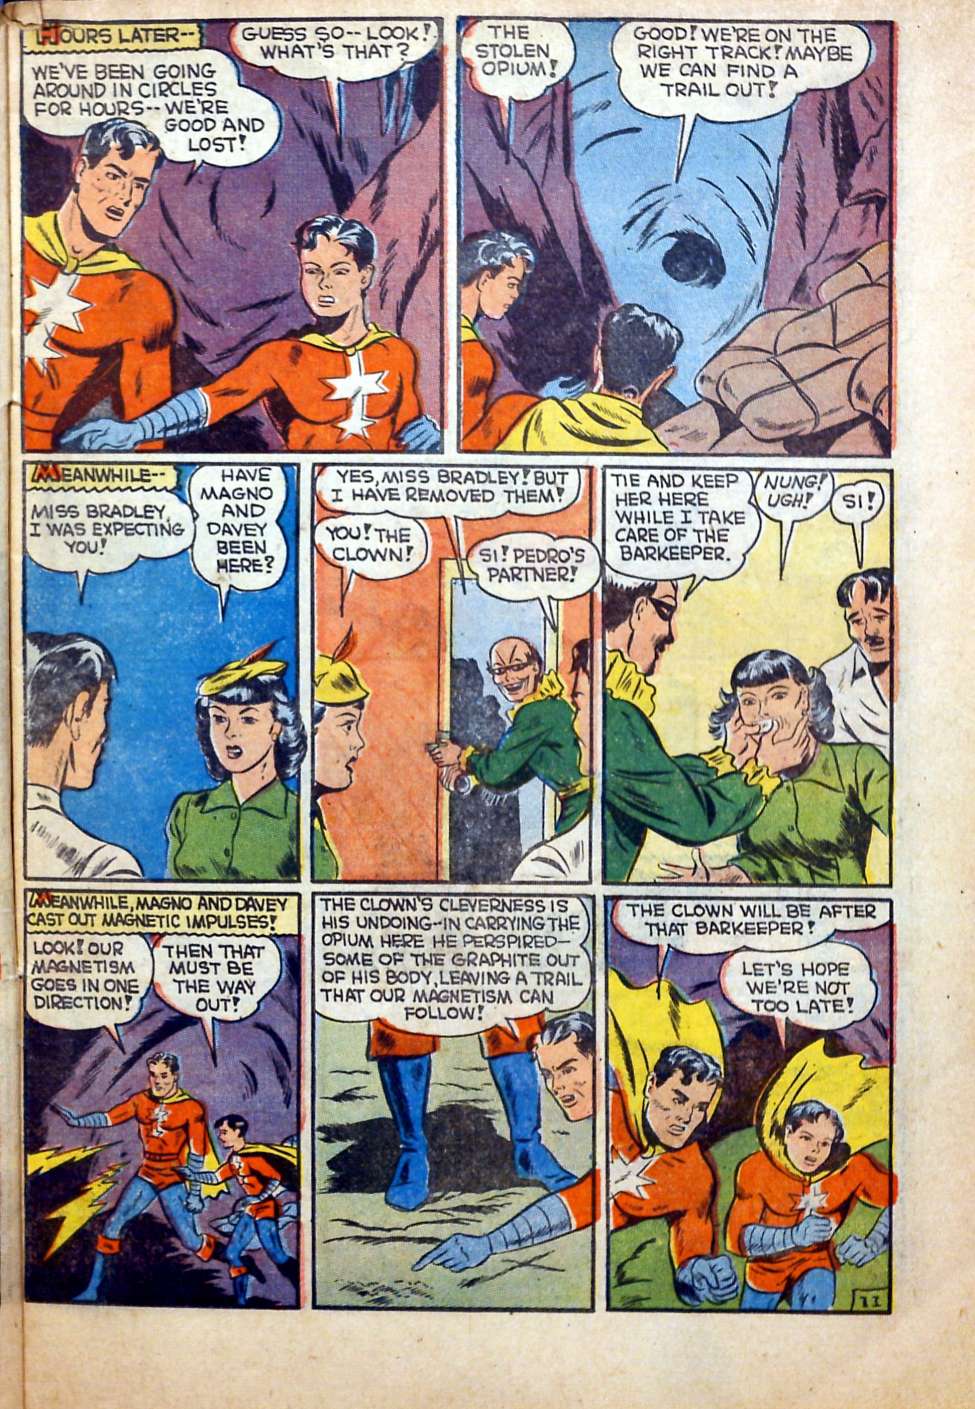 HOURS LATER--
WE'VE BEEN GOING
AROUND IN CIRCLES
FOR HOURS--WE'RE
GOOD AND
LOST!
GUESS SO--LOOK!
WHAT'S THAT?
THE
STOLEN
OPIUM!
GOOD! WE'RE ON THE
RIGHT TRACK! MAYBE
WE CAN FIND A
TRAIL OUT!
MEANWHILE--
MISS BRADLEY,
I WAS EXPECTING
YOU!
HAVE
MAGNO
AND
DAVEY
BEEN
HERE?
YES, MISS BRADLEY! BUT
I HAVE REMOVED THEM!
YOU! THE
CLOWN!
SI! PEDRO'S
PARTNER!
TIE AND KEEP
HER HERE
WHILE I TAKE
CARE OF THE
BARKEEPER.
NUNG!
UGH!
SI!
MEANWHILE, MAGNO AND DAVEY
CAST OUT MAGNETIC IMPULSES!
LOOK! OUR
MAGNETISM
GOES IN ONE
DIRECTION!
THEN THAT
MUST BE
THE WAY
OUT!
THE CLOWN'S CLEVERNESS IS
HIS UNDOING--IN CARRYING THE
OPIUM HERE HE PERSPIRED--
SOME OF THE GRAPHITE OUT
OF HIS BODY, LEAVING A TRAIL
THAT OUR MAGNETISM CAN
FOLLOW!
THE CLOWN WILL BE AFTER
THAT BARKEEPER!
LET'S HOPE
WE'RE NOT
TOO LATE!
11